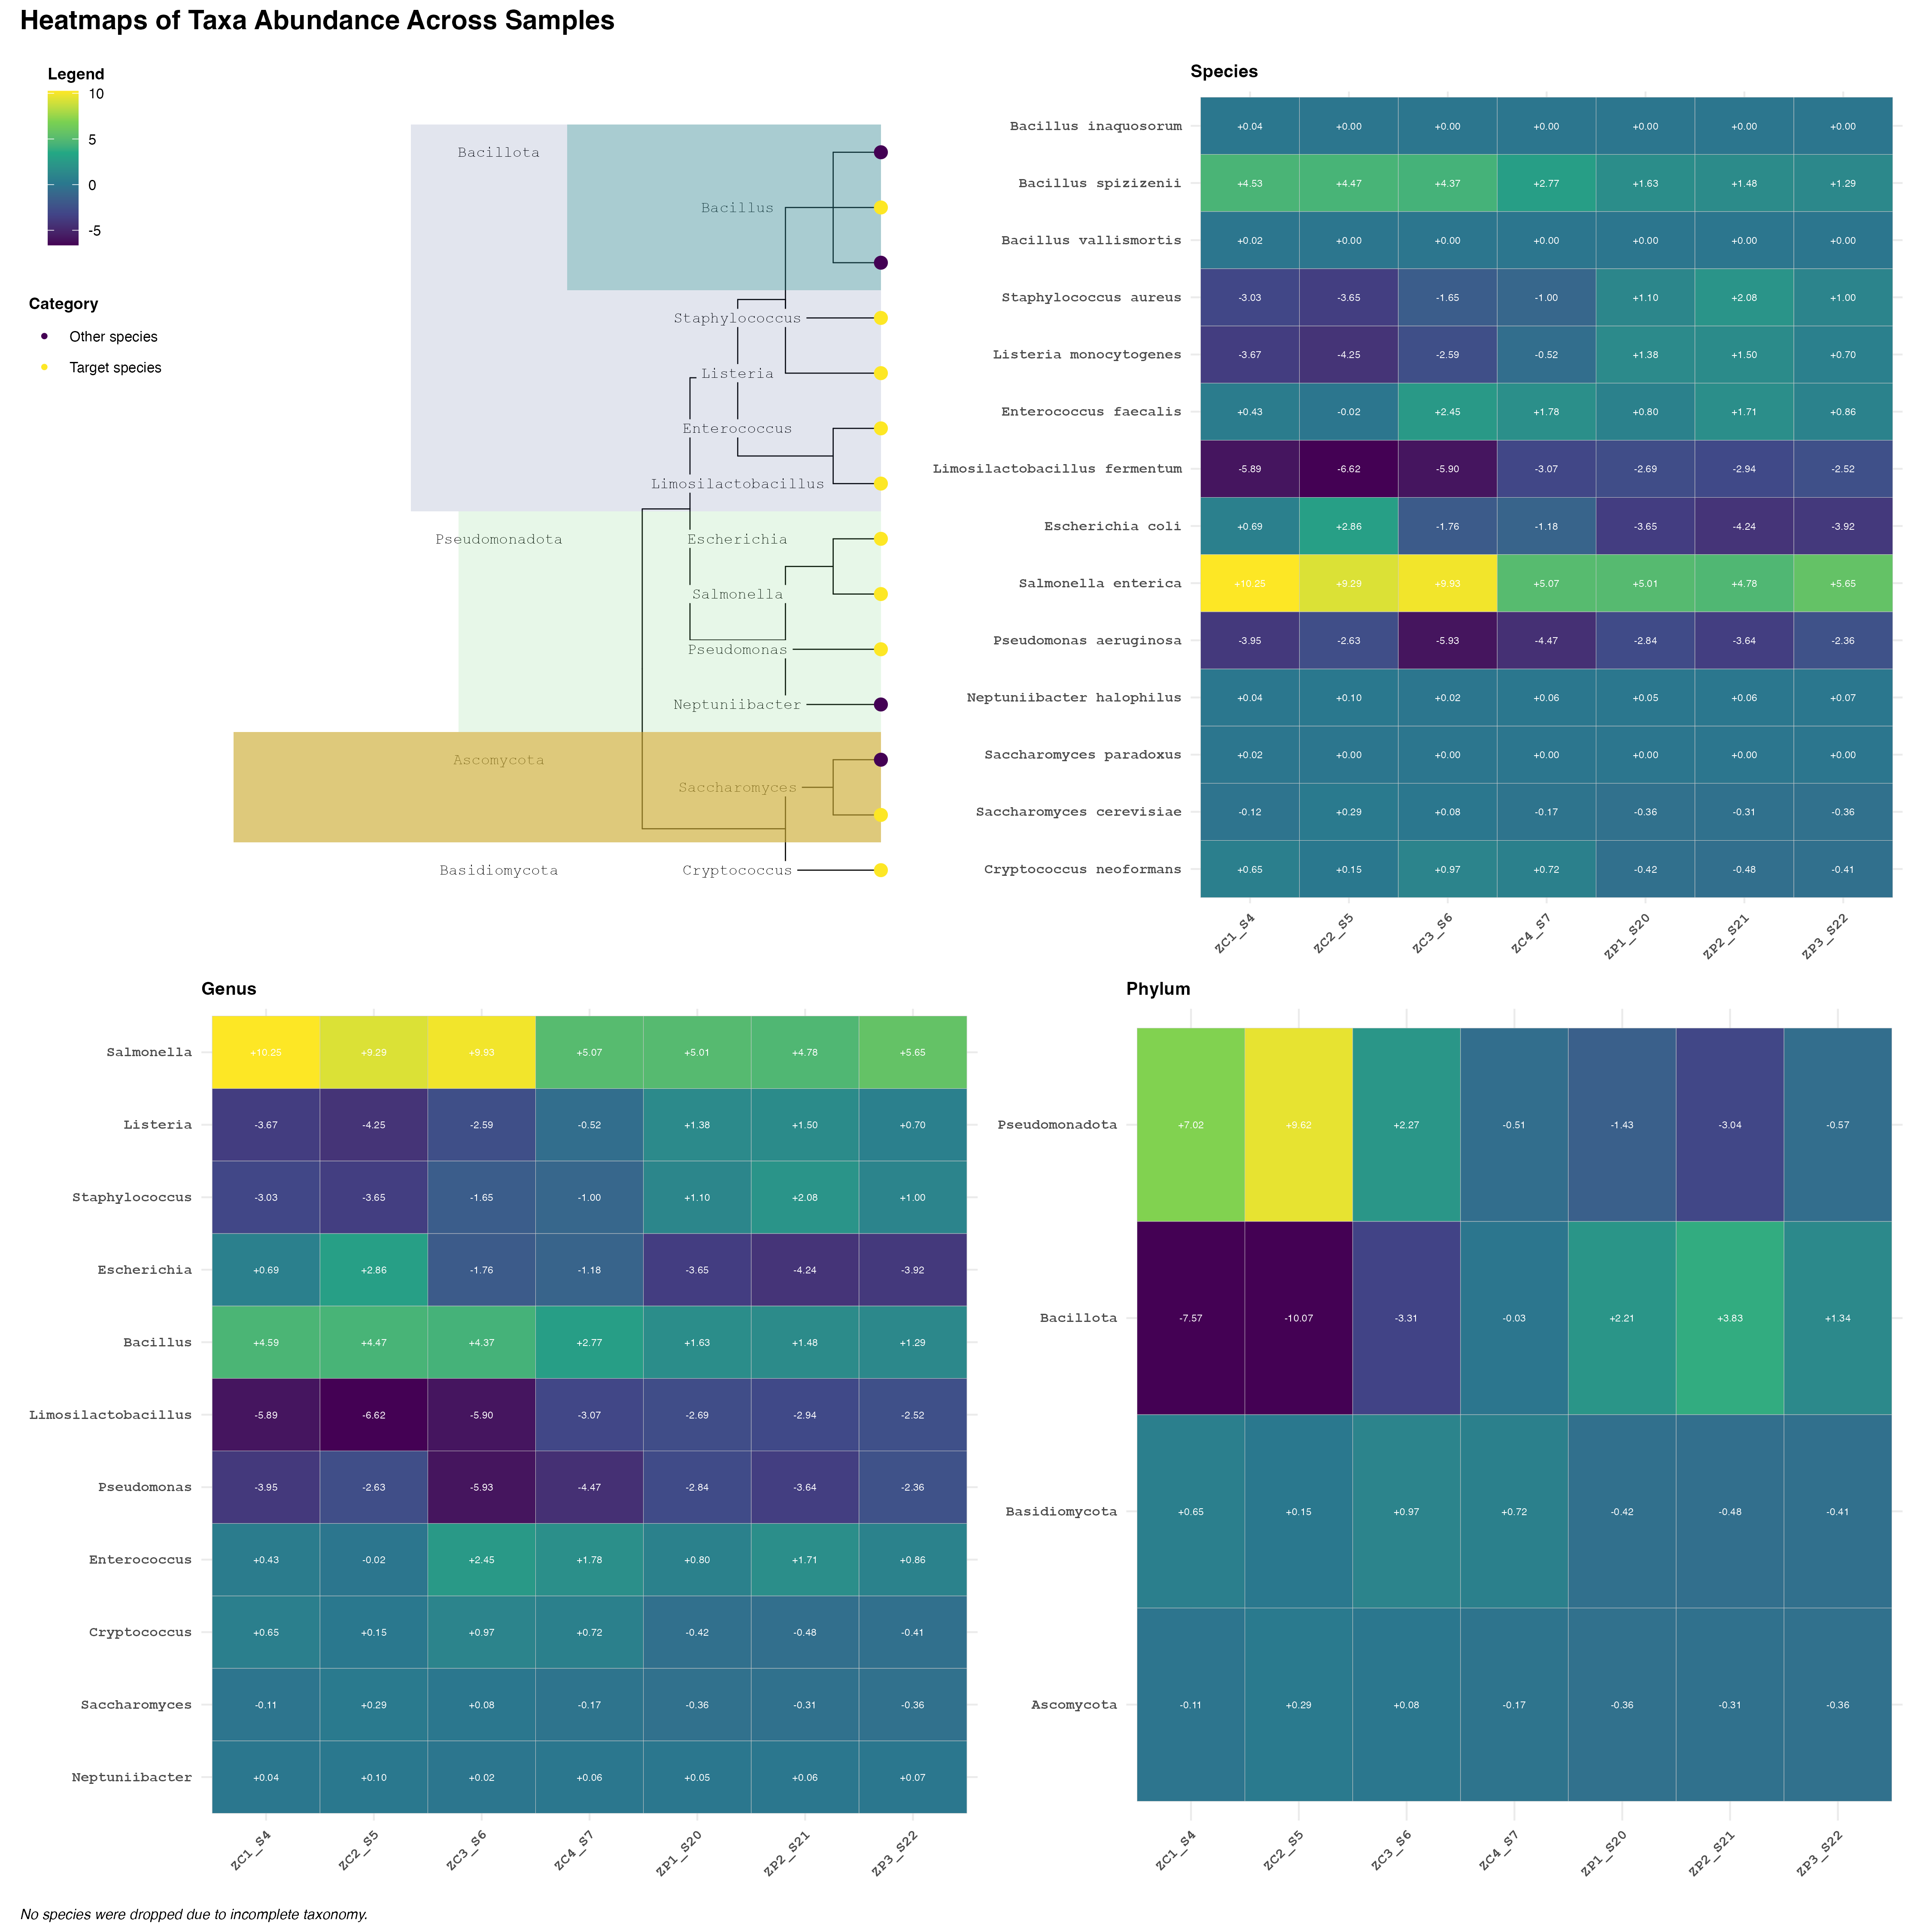 Heatmaps of Taxa Abundance Across Samples
Legend
10
5
0
-5
Category
Other species
Target species
Bacillota
Bacillus
Staphylococcus
Listeria
Enterococcus
Limosilactobacillus
Pseudomonadota
Escherichia
Salmonella
Pseudomonas
Neptuniibacter
Ascomycota
Saccharomyces
Basidiomycota
Cryptococcus
Species
Bacillus inaquosorum +0.04 +0.00 +0.00 +0.00 +0.00 +0.00 +0.00
Bacillus spizizenii +4.53 +4.47 +4.37 +2.77 +1.63 +1.48 +1.29
Bacillus vallismortis +0.02 +0.00 +0.00 +0.00 +0.00 +0.00 +0.00
Staphylococcus aureus -3.03 -3.65 -1.65 -1.00 +1.10 +2.08 +1.00
Listeria monocytogenes -3.67 -4.25 -2.59 -0.52 +1.38 +1.50 +0.70
Enterococcus faecalis +0.43 -0.02 +2.45 +1.78 +0.80 +1.71 +0.86
Limosilactobacillus fermentum -5.89 -6.62 -5.90 -3.07 -2.69 -2.94 -2.52
Escherichia coli +0.69 +2.86 -1.76 -1.18 -3.65 -4.24 -3.92
Salmonella enterica +10.25 +9.29 +9.93 +5.07 +5.01 +4.78 +5.65
Pseudomonas aeruginosa -3.95 -2.63 -5.93 -4.47 -2.84 -3.64 -2.36
Neptuniibacter halophilus +0.04 +0.10 +0.02 +0.06 +0.05 +0.06 +0.07
Saccharomyces paradoxus +0.02 +0.00 +0.00 +0.00 +0.00 +0.00 +0.00
Saccharomyces cerevisiae -0.12 +0.29 +0.08 -0.17 -0.36 -0.31 -0.36
Cryptococcus neoformans +0.65 +0.15 +0.97 +0.72 -0.42 -0.48 -0.41
ZC1_S4 ZC2_S5 ZC3_S6 ZC4_S7 ZP1_S20 ZP2_S21 ZP3_S22
Genus
Salmonella +10.25 +9.29 +9.93 +5.07 +5.01 +4.78 +5.65
Listeria -3.67 -4.25 -2.59 -0.52 +1.38 +1.50 +0.70
Staphylococcus -3.03 -3.65 -1.65 -1.00 +1.10 +2.08 +1.00
Escherichia +0.69 +2.86 -1.76 -1.18 -3.65 -4.24 -3.92
Bacillus +4.59 +4.47 +4.37 +2.77 +1.63 +1.48 +1.29
Limosilactobacillus -5.89 -6.62 -5.90 -3.07 -2.69 -2.94 -2.52
Pseudomonas -3.95 -2.63 -5.93 -4.47 -2.84 -3.64 -2.36
Enterococcus +0.43 -0.02 +2.45 +1.78 +0.80 +1.71 +0.86
Cryptococcus +0.65 +0.15 +0.97 +0.72 -0.42 -0.48 -0.41
Saccharomyces -0.11 +0.29 +0.08 -0.17 -0.36 -0.31 -0.36
Neptuniibacter +0.04 +0.10 +0.02 +0.06 +0.05 +0.06 +0.07
ZC1_S4 ZC2_S5 ZC3_S6 ZC4_S7 ZP1_S20 ZP2_S21 ZP3_S22
Phylum
Pseudomonadota +7.02 +9.62 +2.27 -0.51 -1.43 -3.04 -0.57
Bacillota -7.57 -10.07 -3.31 -0.03 +2.21 +3.83 +1.34
Basidiomycota +0.65 +0.15 +0.97 +0.72 -0.42 -0.48 -0.41
Ascomycota -0.11 +0.29 +0.08 -0.17 -0.36 -0.31 -0.36
ZC1_S4 ZC2_S5 ZC3_S6 ZC4_S7 ZP1_S20 ZP2_S21 ZP3_S22
No species were dropped due to incomplete taxonomy.